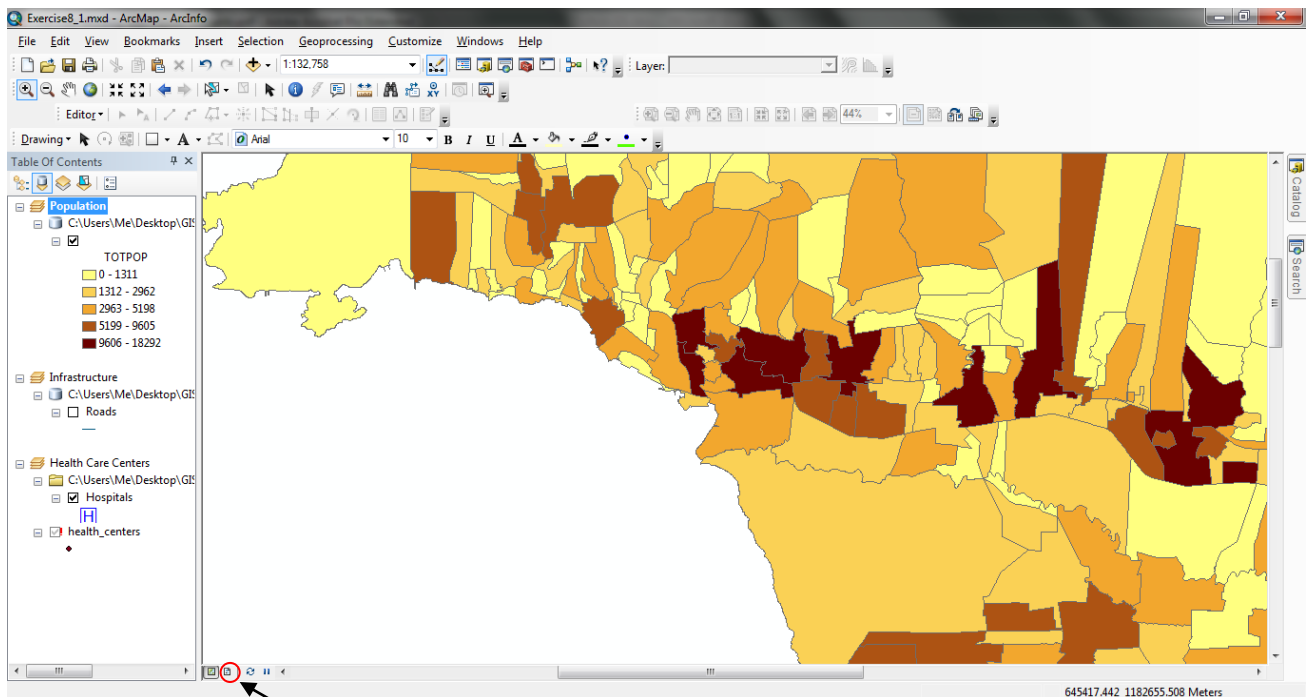 Exercise8_1.mxd - ArcMap - ArcInfo
File Edit View Bookmarks Insert Selection Geoprocessing Customize Windows Help
1:132,758 Layer:
Editor 44%
Drawing A Arial 10 B I U A
Table Of Contents
Population
C:\Users\Me\Desktop\GIS
TOTPOP
0 - 1311
1312 - 2962
2963 - 5198
5199 - 9605
9606 - 18292
Infrastructure
C:\Users\Me\Desktop\GIS
Roads
Health Care Centers
C:\Users\Me\Desktop\GIS
Hospitals
H
health_centers
Catalog
Search
645417.442 1182655.508 Meters